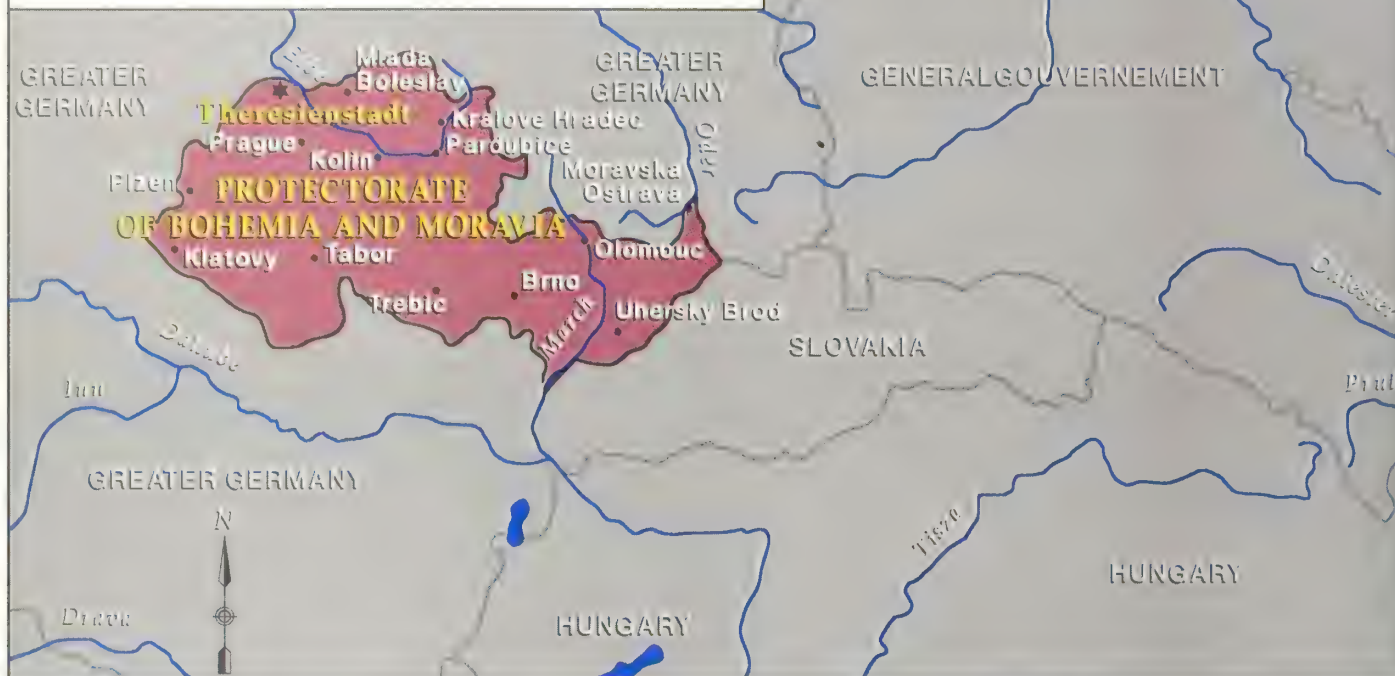 GREATER
GERMANY
Elbe
Mlada
Boleslav
GREATER
GERMANY
GENERALGOUVERNEMENT
Theresienstadt
Kralove Hradec
Prague
Pardubice
Kolin
Oder
Moravska
Ostrava
Plzen
PROTECTORATE
OF BOHEMIA AND MORAVIA
Klatovy
Tabor
Olomouc
Brno
Trebic
March
Uhersky Brod
Dniester
SLOVAKIA
Danube
Inn
Prut
GREATER GERMANY
N
Tisza
HUNGARY
Drava
HUNGARY